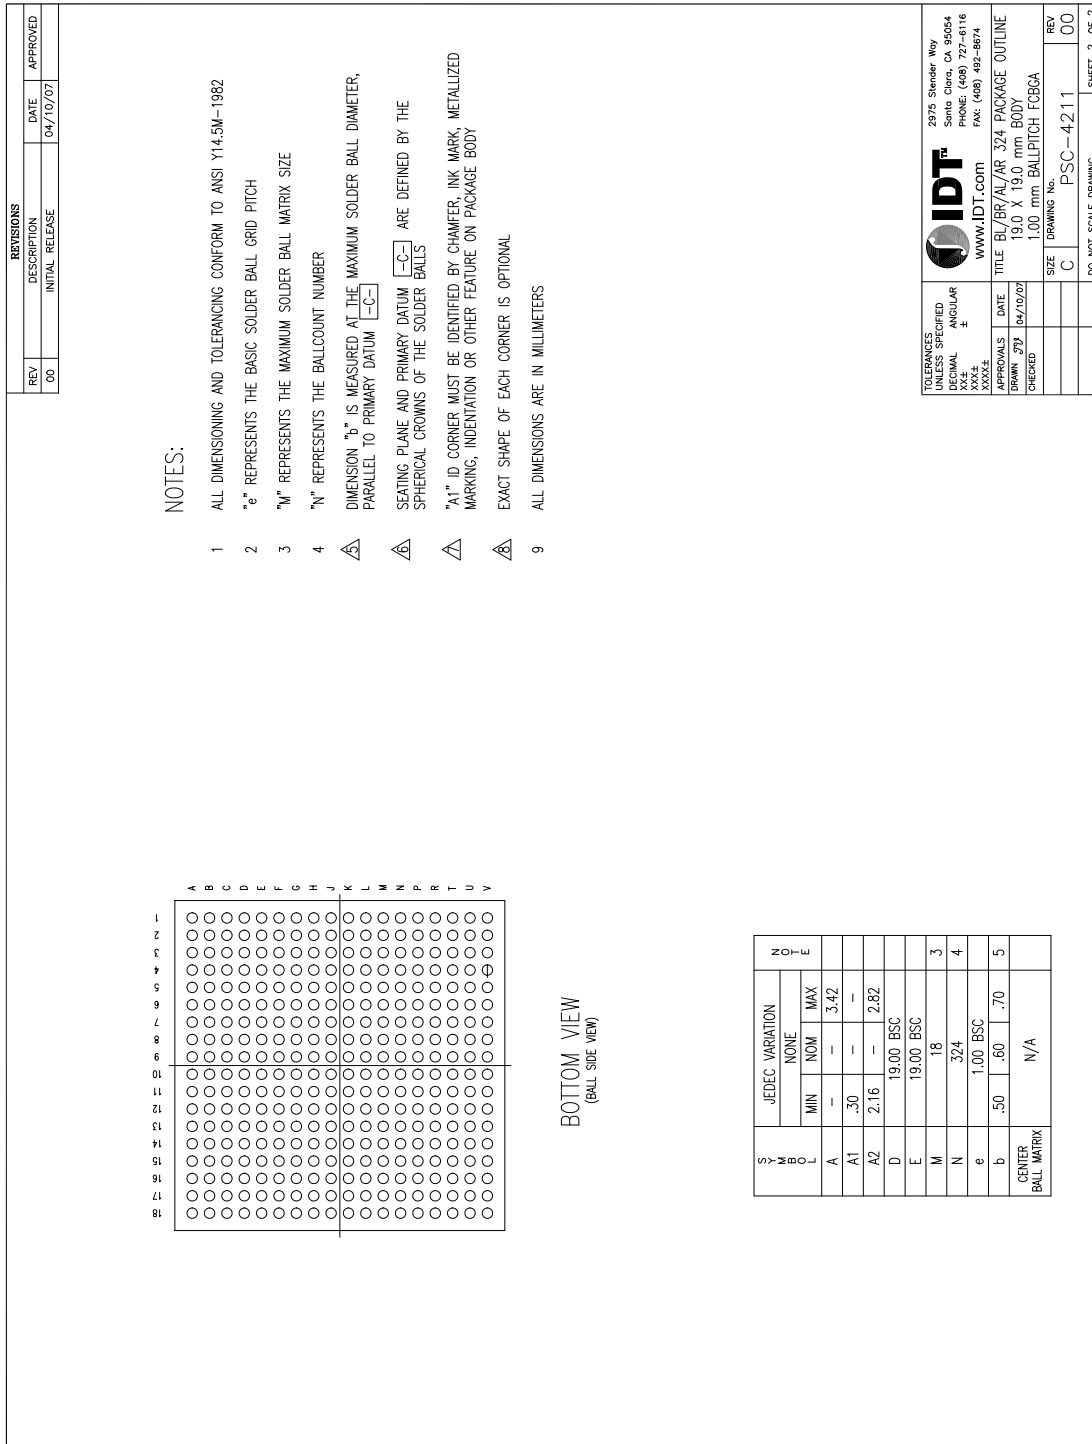 REVISIONS
REV DESCRIPTION DATE APPROVED
00 INITIAL RELEASE 04/10/07
NOTES:
1 ALL DIMENSIONING AND TOLERANCING CONFORM TO ANSI Y14.5M-1982
2 "e" REPRESENTS THE BASIC SOLDER BALL GRID PITCH
3 "M" REPRESENTS THE MAXIMUM SOLDER BALL MATRIX SIZE
4 "N" REPRESENTS THE BALLCOUNT NUMBER
5 DIMENSION "b" IS MEASURED AT THE MAXIMUM SOLDER BALL DIAMETER,
PARALLEL TO PRIMARY DATUM -C-
6 SEATING PLANE AND PRIMARY DATUM -C- ARE DEFINED BY THE
SPHERICAL CROWNS OF THE SOLDER BALLS
7 "A1" ID CORNER MUST BE IDENTIFIED BY CHAMFER, INK MARK, METALLIZED
MARKING, INDENTATION OR OTHER FEATURE ON PACKAGE BODY
8 EXACT SHAPE OF EACH CORNER IS OPTIONAL
9 ALL DIMENSIONS ARE IN MILLIMETERS
18 17 16 15 14 13 12 11 10 9 8 7 6 5 4 3 2 1
A
B
C
D
E
F
G
H
J
K
L
M
N
P
R
T
U
V
BOTTOM VIEW
(BALL SIDE VIEW)
SYMBOL JEDEC VARIATION NOTE
NONE
MIN NOM MAX
A - - 3.42
A1 .30 - -
A2 2.16 - 2.82
D 19.00 BSC
E 19.00 BSC
M 18 3
N 324 4
e 1.00 BSC
b .50 .60 .70 5
CENTER
BALL MATRIX N/A
TOLERANCES
UNLESS SPECIFIED
DECIMAL ANGULAR
XX± ±
XXX±
XXXX±
APPROVALS DATE
DRAWN 04/10/07
CHECKED
IDT™
www.IDT.com
2975 Stender Way
Santa Clara, CA 95054
PHONE: (408) 727-6116
FAX: (408) 492-8674
TITLE BL/BR/AL/AR 324 PACKAGE OUTLINE
19.0 X 19.0 mm BODY
1.00 mm BALLPITCH FCBGA
SIZE DRAWING No. REV
C PSC-4211 00
DO NOT SCALE DRAWING SHEET 2 OF 2